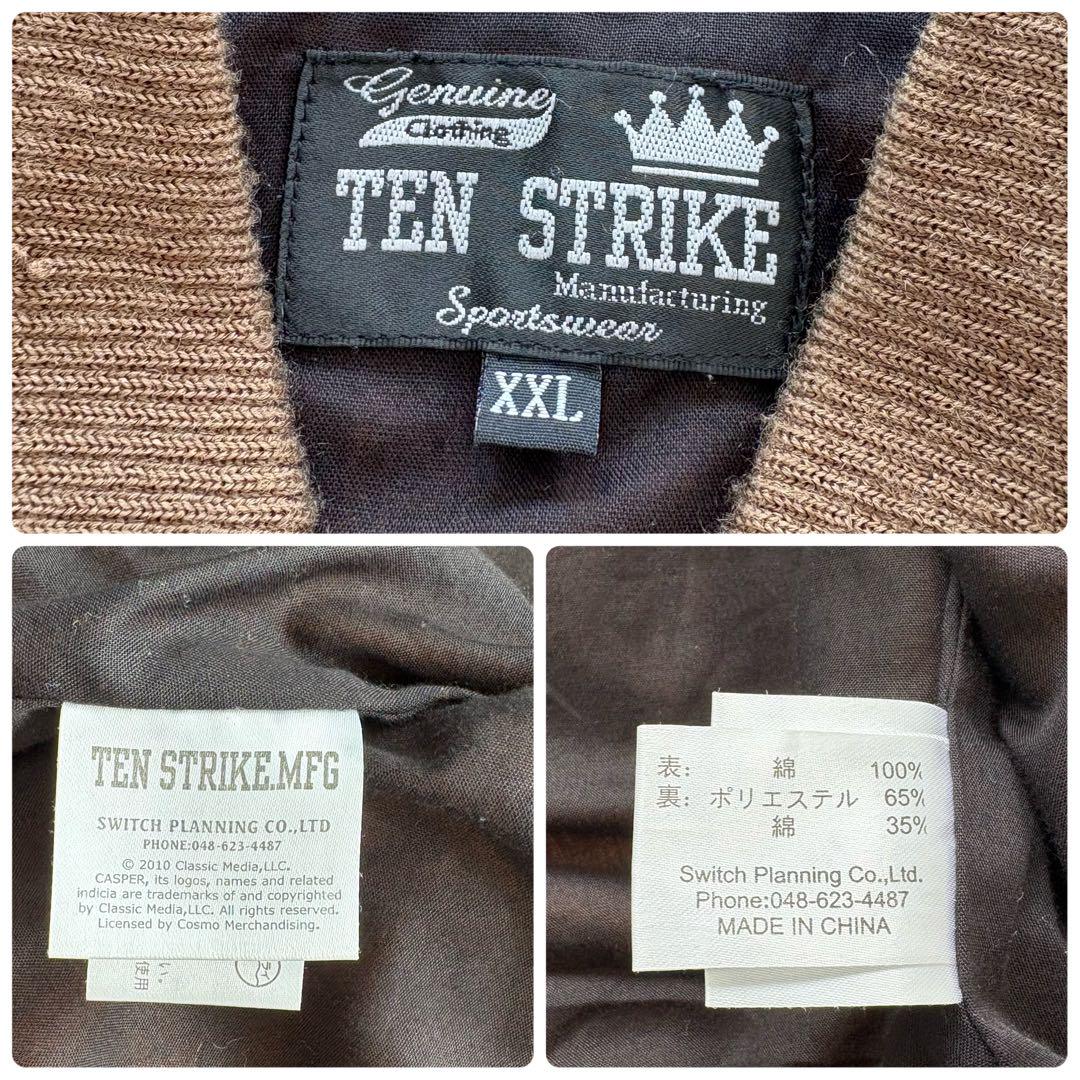 Genuine
Clothing
TEN STRIKE
Manufacturing
Sportswear
XXL
TEN STRIKE.MFG
SWITCH PLANNING CO.,LTD
PHONE:048-623-4487
© 2010 Classic Media,LLC.
CASPER, its logos, names and related
indicia are trademarks of and copyrighted
by Classic Media,LLC. All rights reserved.
Licensed by Cosmo Merchandising.
い。
使用
表: 綿 100%
裏: ポリエステル 65%
綿 35%
Switch Planning Co.,Ltd.
Phone:048-623-4487
MADE IN CHINA